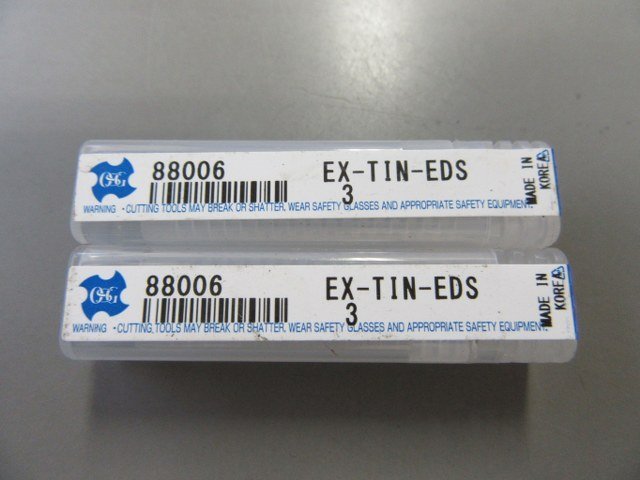 OSG
88006 EX-TIN-EDS
3
WARNING • CUTTING TOOLS MAY BREAK OR SHATTER. WEAR SAFETY GLASSES AND APPROPRIATE SAFETY EQUIPMENT.
MADE IN
KOREA
OSG
88006 EX-TIN-EDS
3
WARNING • CUTTING TOOLS MAY BREAK OR SHATTER. WEAR SAFETY GLASSES AND APPROPRIATE SAFETY EQUIPMENT.
MADE IN
KOREA